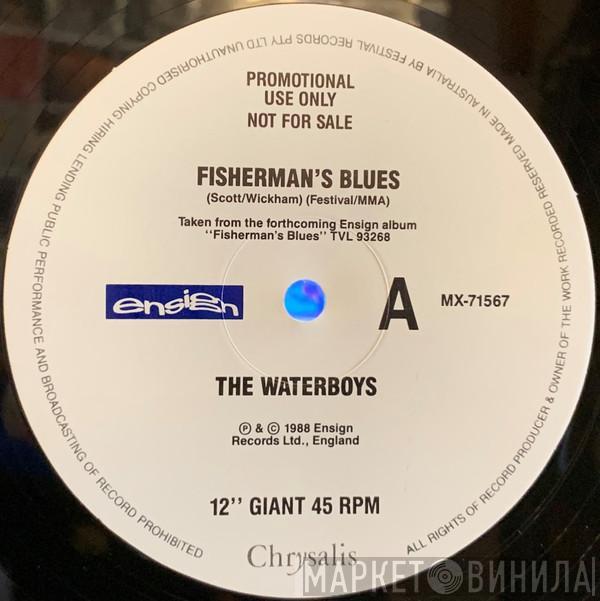 PROMOTIONAL
USE ONLY
NOT FOR SALE
FISHERMAN'S BLUES
(Scott/Wickham) (Festival/MMA)
Taken from the forthcoming Ensign album
"Fisherman's Blues" TVL 93268
ensign
A
MX-71567
THE WATERBOYS
Ⓟ & © 1988 Ensign
Records Ltd., England
12'' GIANT 45 RPM
Chrysalis
ALL RIGHTS OF RECORD PRODUCER & OWNER OF THE WORK RECORDED RESERVED MADE IN AUSTRALIA BY FESTIVAL RECORDS PTY LTD UNAUTHORISED COPYING HIRING LENDING PUBLIC PERFORMANCE AND BROADCASTING OF RECORD PROHIBITED
МАРКЕТ ВИНИЛА